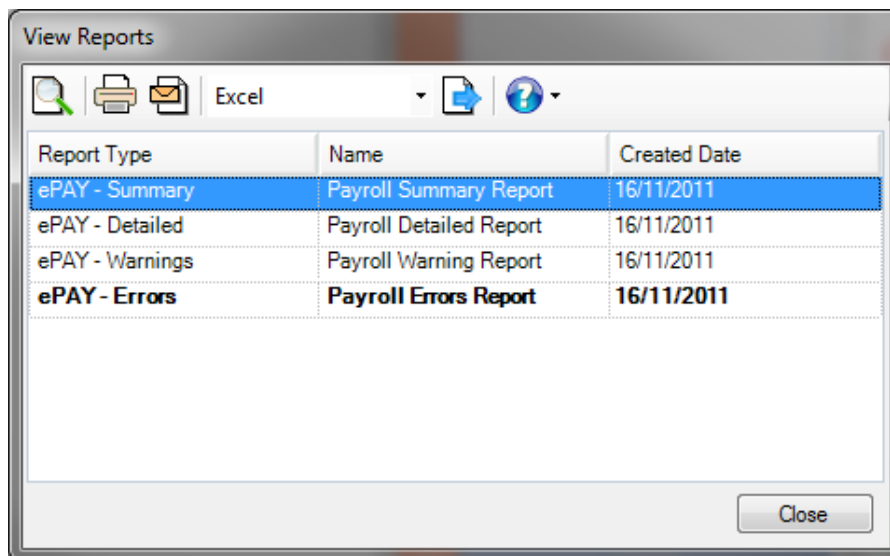 View Reports
Excel
Report Type Name Created Date
ePAY - Summary Payroll Summary Report 16/11/2011
ePAY - Detailed Payroll Detailed Report 16/11/2011
ePAY - Warnings Payroll Warning Report 16/11/2011
ePAY - Errors Payroll Errors Report 16/11/2011
Close